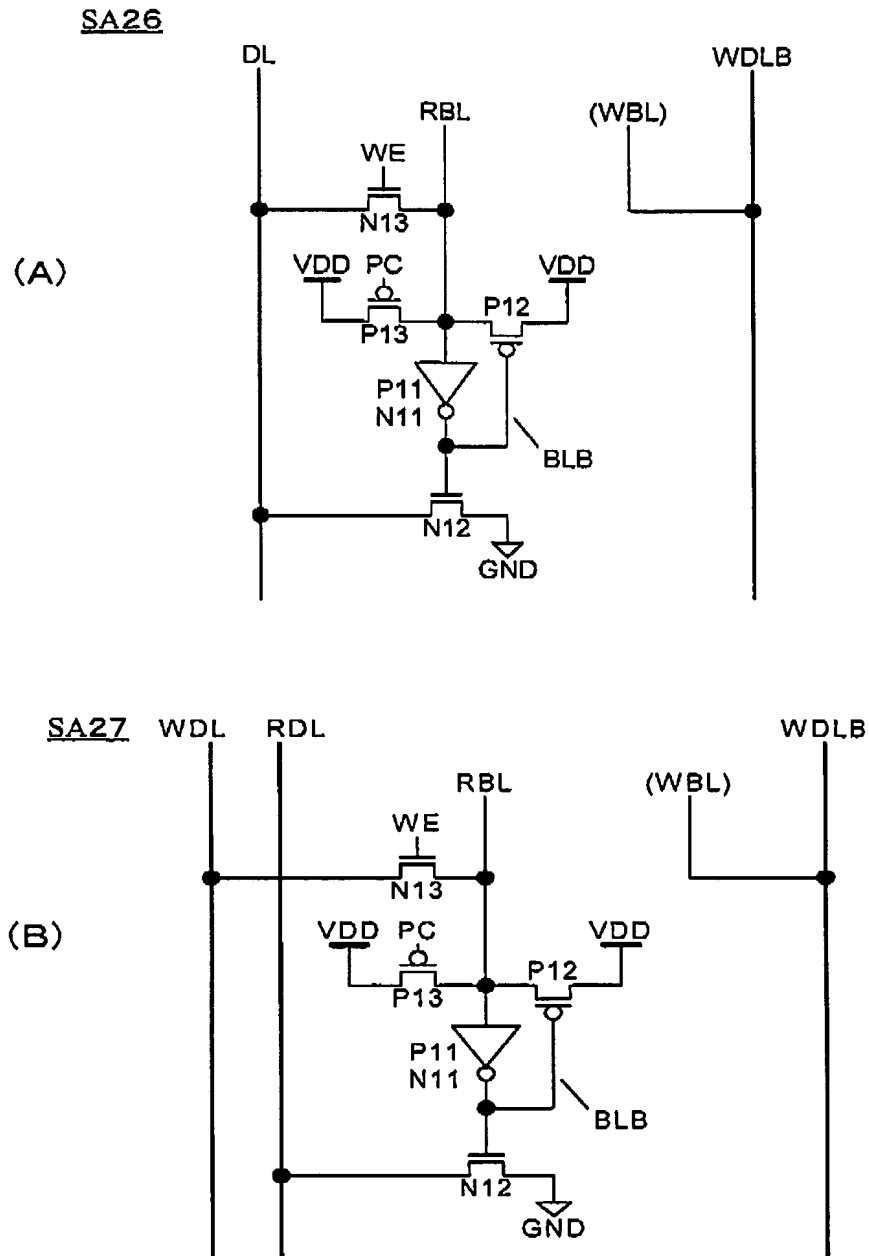 SA26
DL WDLB
RBL (WBL)
WE
N13
(A)
VDD PC VDD
P12
P13
P11
N11
BLB
N12
GND
SA27 WDL RDL WDLB
RBL (WBL)
WE
N13
(B)
VDD PC VDD
P12
P13
P11
N11
BLB
N12
GND